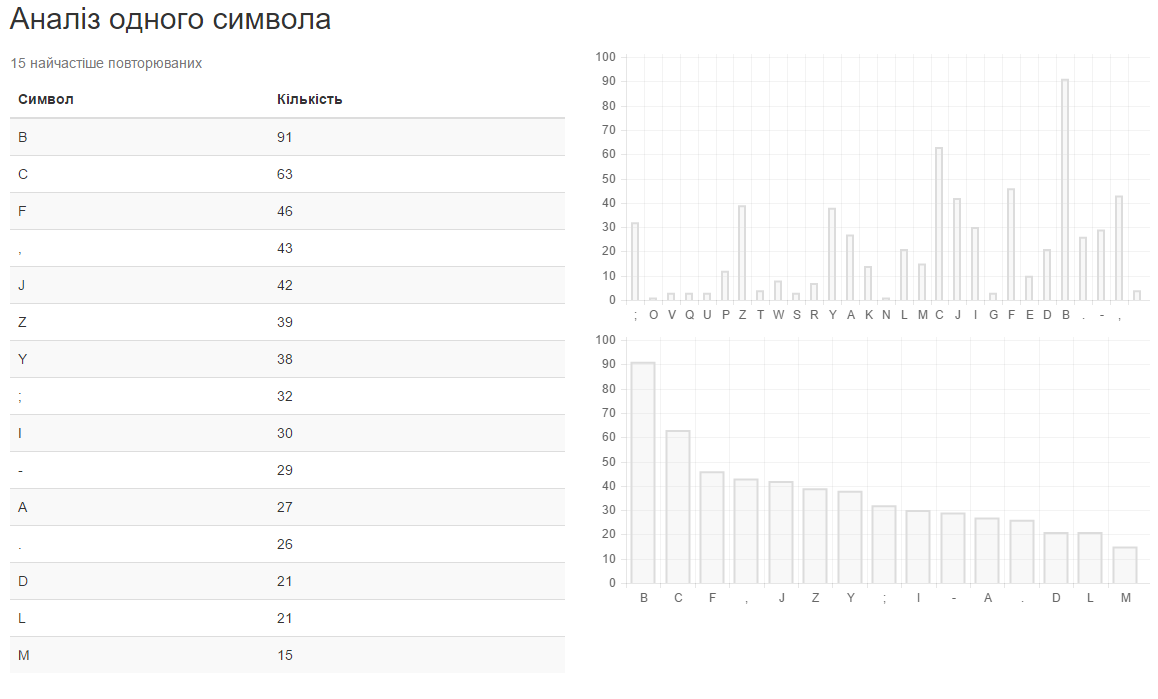 Аналіз одного символа
15 найчастіше повторюваних
Символ Кількість
B 91
C 63
F 46
, 43
J 42
Z 39
Y 38
; 32
I 30
- 29
A 27
. 26
D 21
L 21
M 15
100
90
80
70
60
50
40
30
20
10
0
; O V Q U P Z T W S R Y A K N L M C J I G F E D B . - ,
100
90
80
70
60
50
40
30
20
10
0
B C F , J Z Y ; I - A . D L M